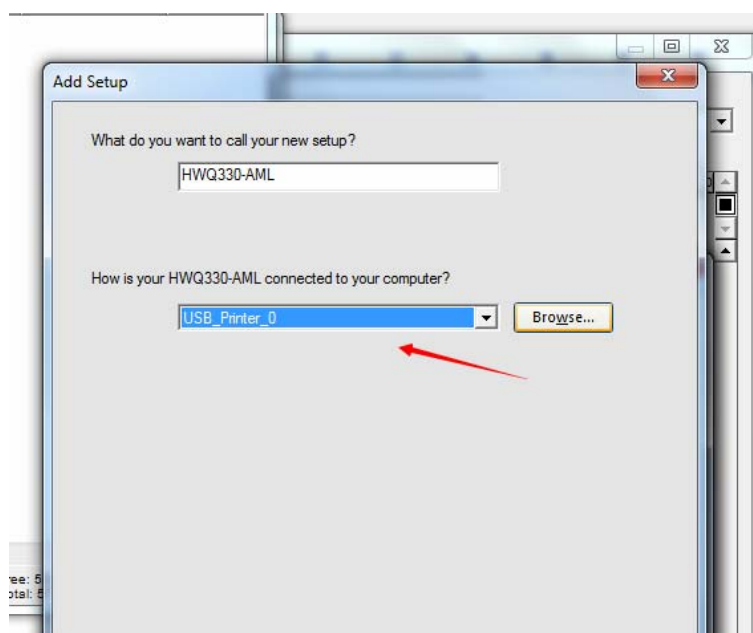 Add Setup
What do you want to call your new setup?
HWQ330-AML
How is your HWQ330-AML connected to your computer?
USB_Printer_0
Browse...